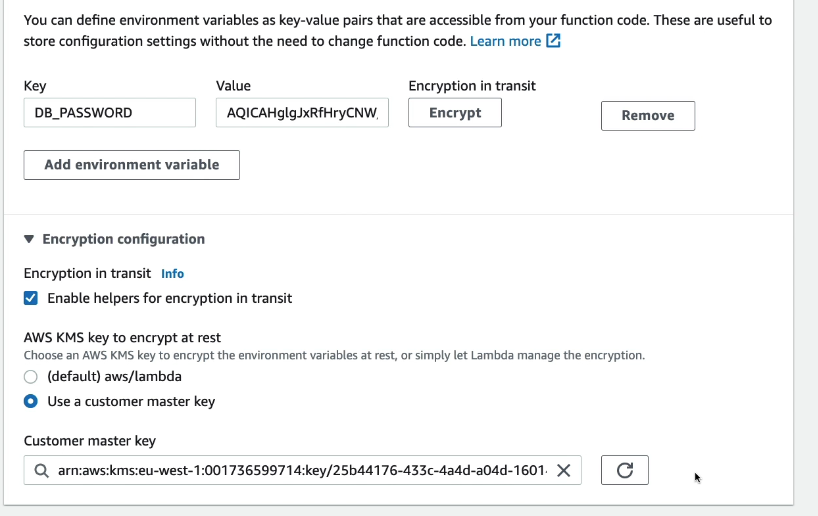 You can define environment variables as key-value pairs that are accessible from your function code. These are useful to
store configuration settings without the need to change function code. Learn more
Key Value Encryption in transit
DB_PASSWORD AQICAHglgJxRfHryCNW Encrypt Remove
Add environment variable
Encryption configuration
Encryption in transit Info
Enable helpers for encryption in transit
AWS KMS key to encrypt at rest
Choose an AWS KMS key to encrypt the environment variables at rest, or simply let Lambda manage the encryption.
(default) aws/lambda
Use a customer master key
Customer master key
arn:aws:kms:eu-west-1:001736599714:key/25b44176-433c-4a4d-a04d-1601